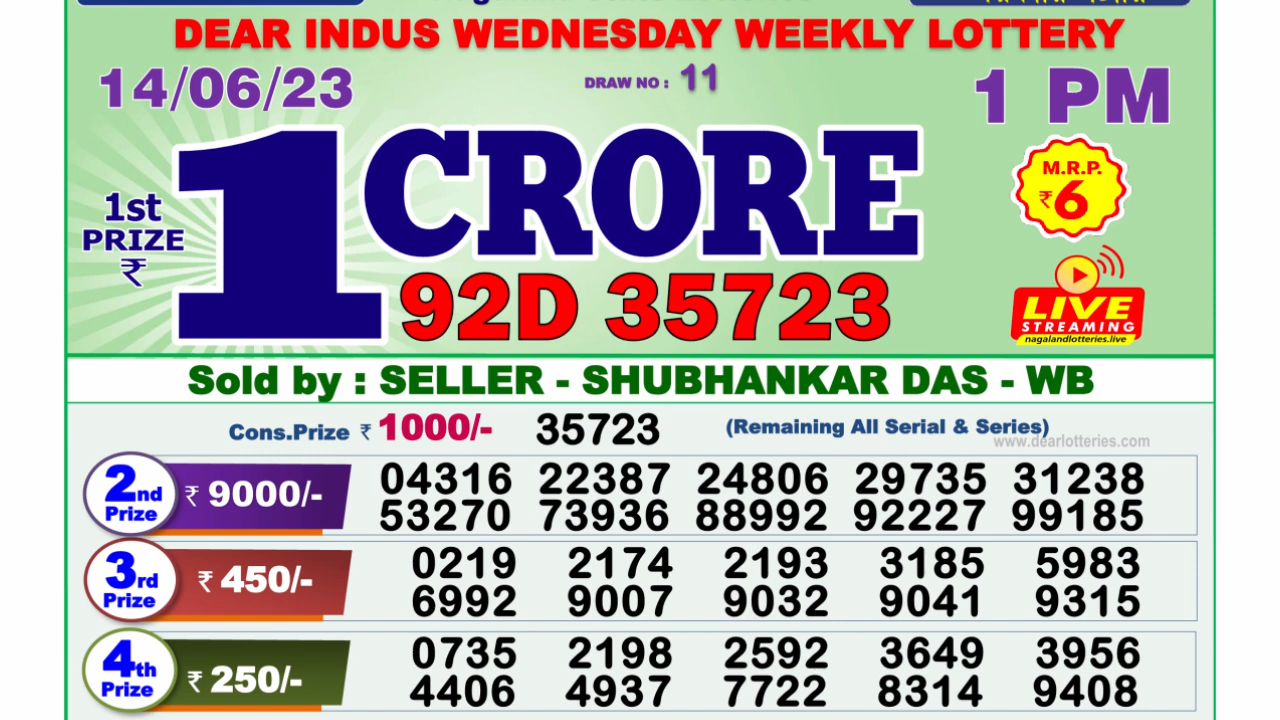 DEAR INDUS WEDNESDAY WEEKLY LOTTERY
14/06/23
DRAW NO : 11
1 PM
1st
PRIZE
₹
1 CRORE
92D 35723
M.R.P.
₹6
LIVE
STREAMING
nagalandlotteries.live
Sold by : SELLER - SHUBHANKAR DAS - WB
Cons.Prize ₹ 1000/- 35723 (Remaining All Serial & Series)
www.dearlotteries.com
2nd Prize ₹ 9000/-
04316 22387 24806 29735 31238
53270 73936 88992 92227 99185
3rd Prize ₹ 450/-
0219 2174 2193 3185 5983
6992 9007 9032 9041 9315
4th Prize ₹ 250/-
0735 2198 2592 3649 3956
4406 4937 7722 8314 9408